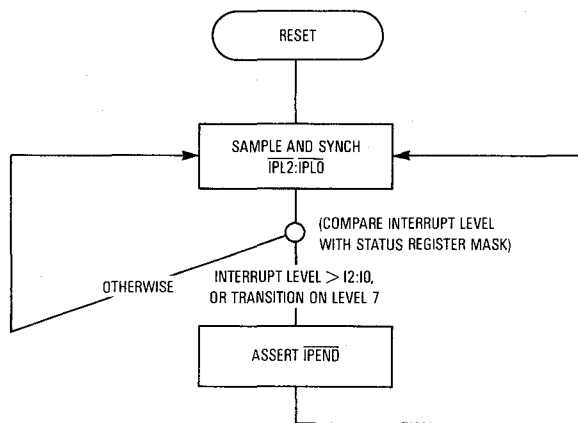 RESET
SAMPLE AND SYNCH
IPL2:IPL0
(COMPARE INTERRUPT LEVEL
WITH STATUS REGISTER MASK)
OTHERWISE
INTERRUPT LEVEL > I2:I0,
OR TRANSITION ON LEVEL 7
ASSERT IPEND